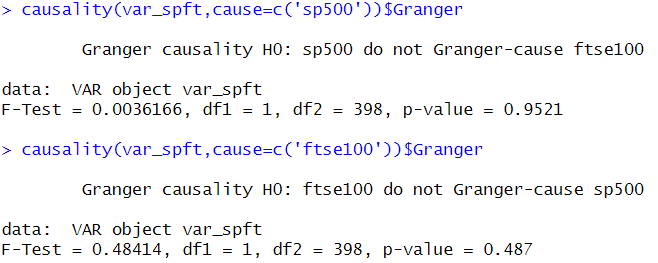 > causality(var_spft,cause=c('sp500'))$Granger
Granger causality H0: sp500 do not Granger-cause ftse100
data:  VAR object var_spft
F-Test = 0.0036166, df1 = 1, df2 = 398, p-value = 0.9521
> causality(var_spft,cause=c('ftse100'))$Granger
Granger causality H0: ftse100 do not Granger-cause sp500
data:  VAR object var_spft
F-Test = 0.48414, df1 = 1, df2 = 398, p-value = 0.487